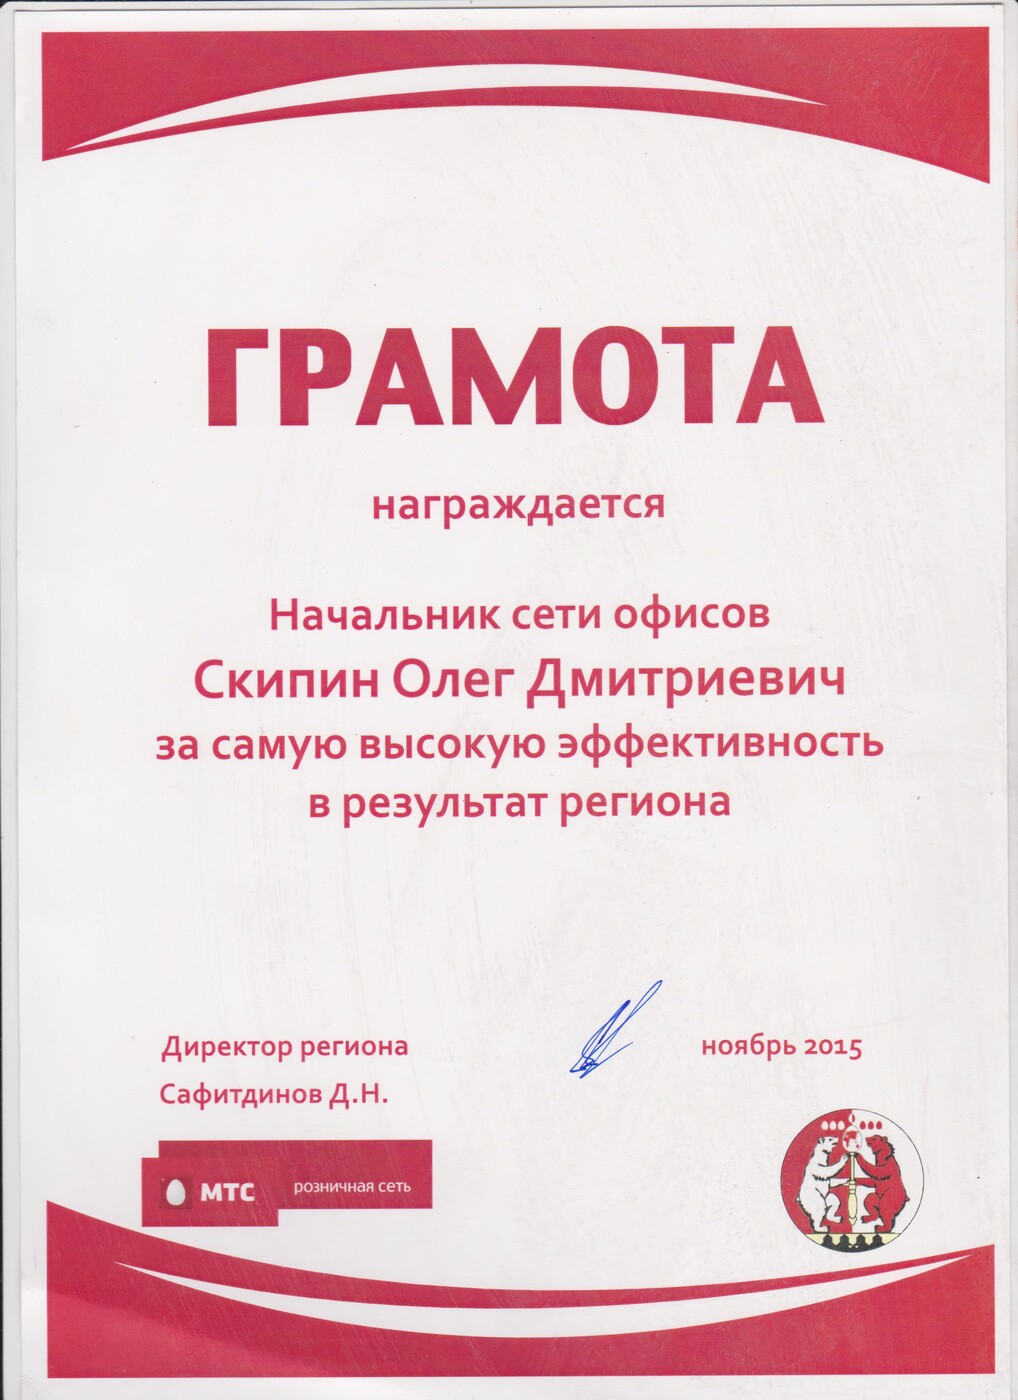 ГРАМОТА
награждается
Начальник сети офисов
Скипин Олег Дмитриевич
за самую высокую эффективность
в результат региона
Директор региона
ноябрь 2015
Сафитдинов Д.Н.
мтс
розничная сеть